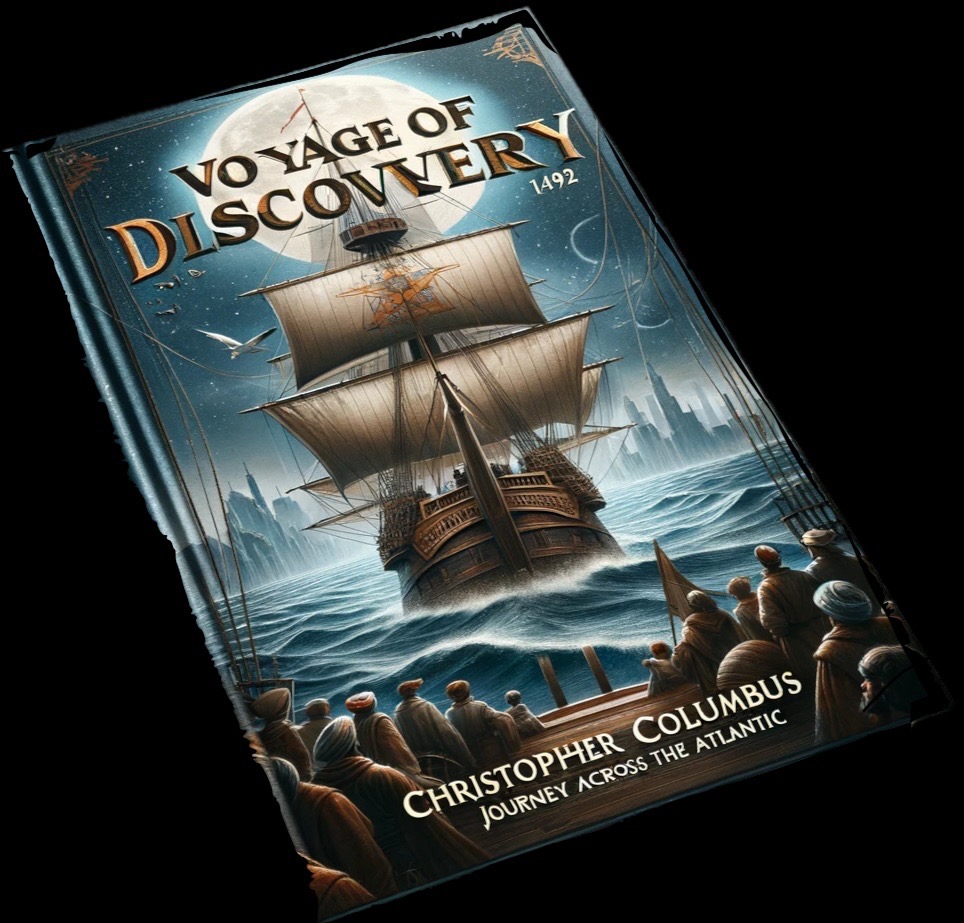 VOYAGE OF
DISCOVVERY
1492
CHRISTOPHER COLUMBUS
JOURNEY ACROSS THE ATLANTIC